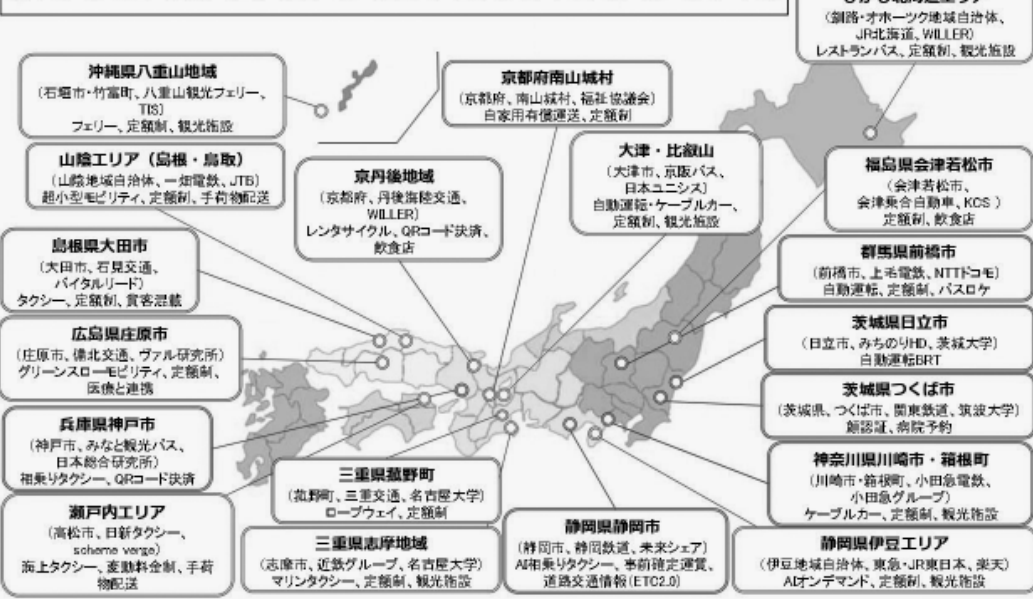 (釧路・オホーツク地域自治体、
JR北海道、WILLER)
レストランバス、定額制、観光施設
沖縄県八重山地域
(石垣市・竹富町、八重山観光フェリー、
TIS)
フェリー、定額制、観光施設
京都府南山城村
(京都府、南山城村、福祉協議会)
自家用有償運送、定額制
山陰エリア(島根・鳥取)
(山陰地域自治体、一畑電鉄、JTB)
超小型モビリティ、定額制、手荷物配送
京丹後地域
(京都府、丹後海陸交通、
WILLER)
レンタサイクル、QRコード決済、
飲食店
大津・比叡山
(大津市、京阪バス、
日本ユニシス)
自動運転・ケーブルカー、
定額制、観光施設
福島県会津若松市
(会津若松市、
会津乗合自動車、KCS )
定額制、飲食店
島根県大田市
(大田市、石見交通、
バイタルリード)
タクシー、定額制、貨客混載
群馬県前橋市
(前橋市、上毛電鉄、NTTドコモ)
自動運転、定額制、バスロケ
広島県庄原市
(庄原市、備北交通、ヴァル研究所)
グリーンスローモビリティ、定額制、
医療と連携
茨城県日立市
(日立市、みちのりHD、茨城大学)
自動運転BRT
茨城県つくば市
(茨城県、つくば市、関東鉄道、筑波大学)
顔認証、病院予約
兵庫県神戸市
(神戸市、みなと観光バス、
日本総合研究所)
相乗りタクシー、QRコード決済
三重県菰野町
(菰野町、三重交通、名古屋大学)
ロープウェイ、定額制
神奈川県川崎市・箱根町
(川崎市・箱根町、小田急電鉄、
小田急グループ)
ケーブルカー、定額制、観光施設
瀬戸内エリア
(高松市、日新タクシー、
scheme verge)
海上タクシー、変動料金制、手荷
物配送
三重県志摩地域
(志摩市、近鉄グループ、名古屋大学)
マリンタクシー、定額制、観光施設
静岡県静岡市
(静岡市、静岡鉄道、未来シェア)
AI相乗りタクシー、事前確定運賃、
道路交通情報(ETC2.0)
静岡県伊豆エリア
(伊豆地域自治体、東急・JR東日本、楽天)
AIオンデマンド、定額制、観光施設